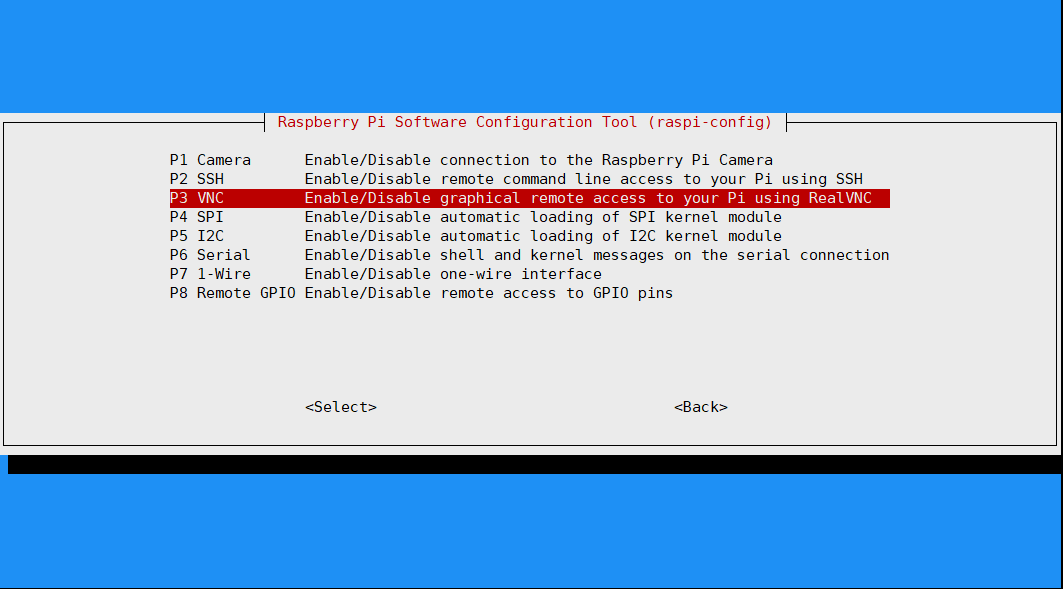 Raspberry Pi Software Configuration Tool (raspi-config)
P1 Camera Enable/Disable connection to the Raspberry Pi Camera
P2 SSH Enable/Disable remote command line access to your Pi using SSH
P3 VNC Enable/Disable graphical remote access to your Pi using RealVNC
P4 SPI Enable/Disable automatic loading of SPI kernel module
P5 I2C Enable/Disable automatic loading of I2C kernel module
P6 Serial Enable/Disable shell and kernel messages on the serial connection
P7 1-Wire Enable/Disable one-wire interface
P8 Remote GPIO Enable/Disable remote access to GPIO pins
<Select> <Back>